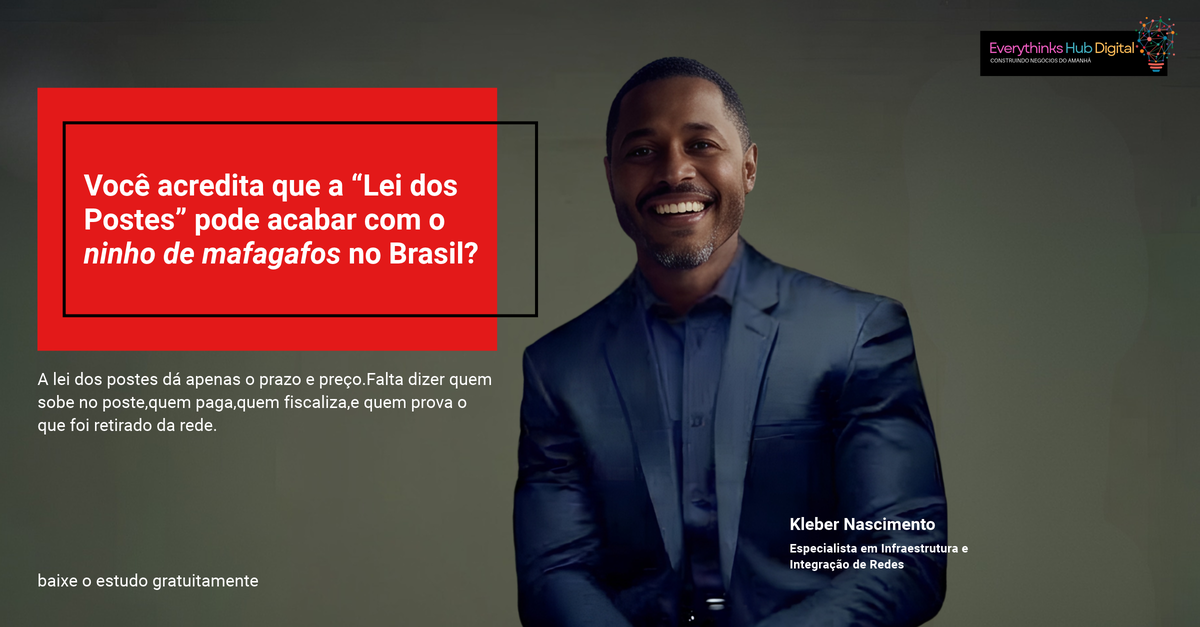 Everythinks Hub Digital
CONSTRUINDO NEGÓCIOS DO AMANHÃ
Você acredita que a “Lei dos
Postes” pode acabar com o
ninho de mafagafos no Brasil?
A lei dos postes dá apenas o prazo e preço.Falta dizer quem
sobe no poste,quem paga,quem fiscaliza,e quem prova o
que foi retirado da rede.
Kleber Nascimento
Especialista em Infraestrutura e
Integração de Redes
baixe o estudo gratuitamente